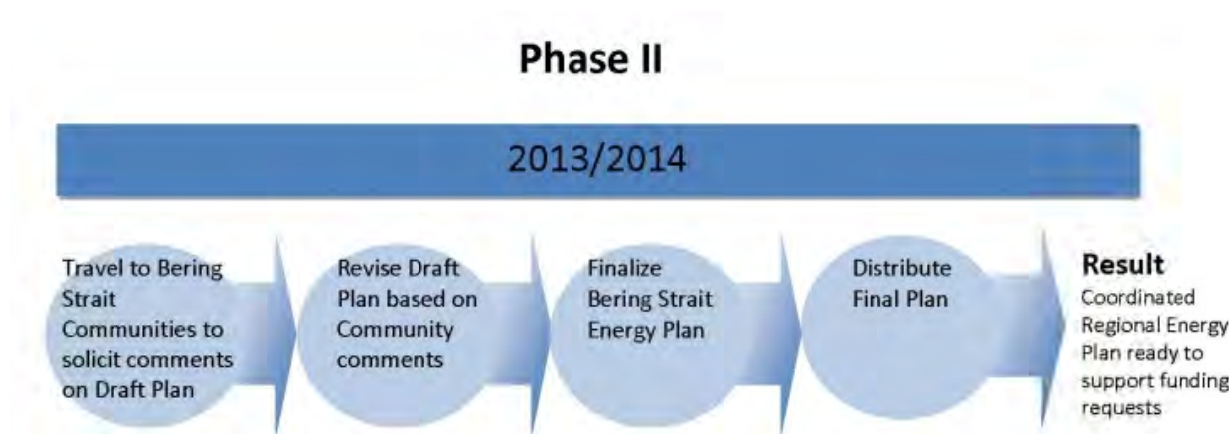 Phase II
2013/2014
Travel to Bering
Strait
Communities to
solicit comments
on Draft Plan
Revise Draft
Plan based on
Community
comments
Finalize
Bering Strait
Energy Plan
Distribute
Final Plan
Result
Coordinated
Regional Energy
Plan ready to
support funding
requests